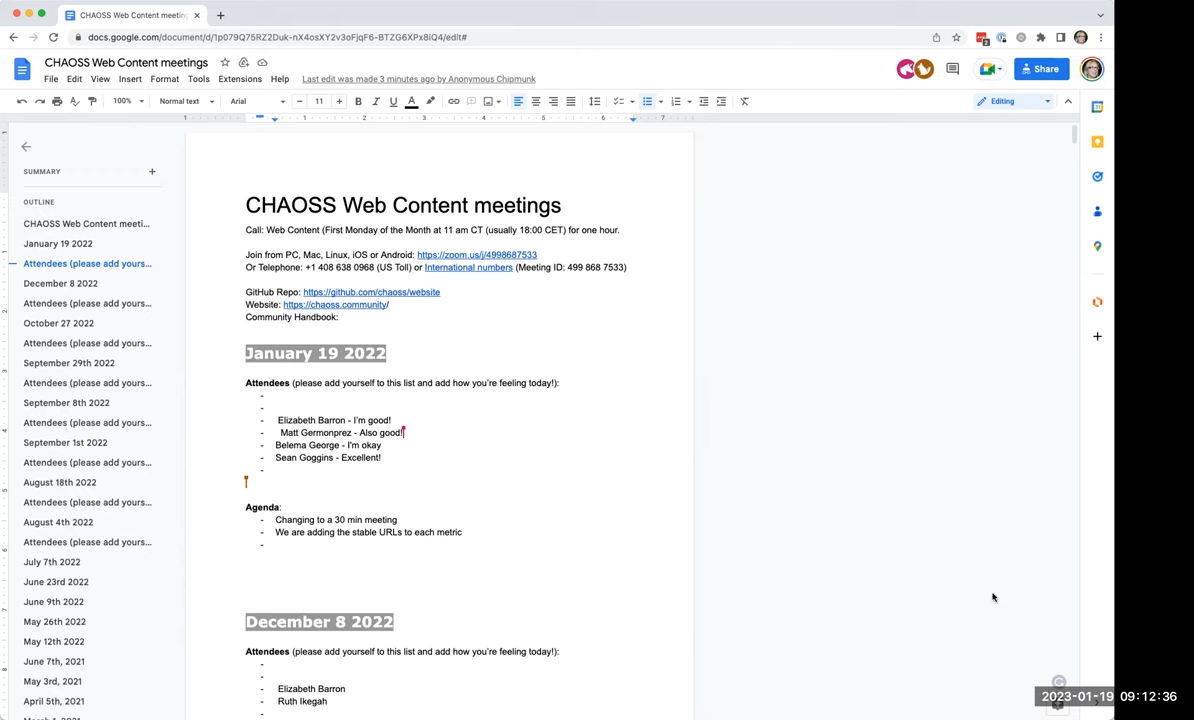 CHAOSS Web Content meeting
docs.google.com/document/d/1p079Q75RZ2Duk-nX4osXY2v3oFjqF6-BTZG6XPx8iQ4/edit#
2
CHAOSS Web Content meetings
File Edit View Insert Format Tools Extensions Help Last edit was made 3 minutes ago by Anonymous Chipmunk
Share
100% Normal text Arial 11 Editing
1 1 2 3 4 5 6 7
SUMMARY
OUTLINE
CHAOSS Web Content meeti...
January 19 2022
Attendees (please add yours...
December 8 2022
Attendees (please add yours...
October 27 2022
Attendees (please add yours...
September 29th 2022
Attendees (please add yours...
September 8th 2022
Attendees (please add yours...
September 1st 2022
Attendees (please add yours...
August 18th 2022
Attendees (please add yours...
August 4th 2022
Attendees (please add yours...
July 7th 2022
June 23rd 2022
June 9th 2022
May 26th 2022
May 12th 2022
June 7th, 2021
May 3rd, 2021
April 5th, 2021
CHAOSS Web Content meetings
Call: Web Content (First Monday of the Month at 11 am CT (usually 18:00 CET) for one hour.
Join from PC, Mac, Linux, iOS or Android: https://zoom.us/j/4998687533
Or Telephone: +1 408 638 0968 (US Toll) or International numbers (Meeting ID: 499 868 7533)
GitHub Repo: https://github.com/chaoss/website
Website: https://chaoss.community/
Community Handbook:
January 19 2022
Attendees (please add yourself to this list and add how you're feeling today!):
-
-
- Elizabeth Barron - I'm good!
- Matt Germonprez - Also good!
- Belema George - I'm okay
- Sean Goggins - Excellent!
-
Agenda:
- Changing to a 30 min meeting
- We are adding the stable URLs to each metric
-
December 8 2022
Attendees (please add yourself to this list and add how you're feeling today!):
-
-
- Elizabeth Barron
- Ruth Ikegah
-
2023-01-19 09:12:36